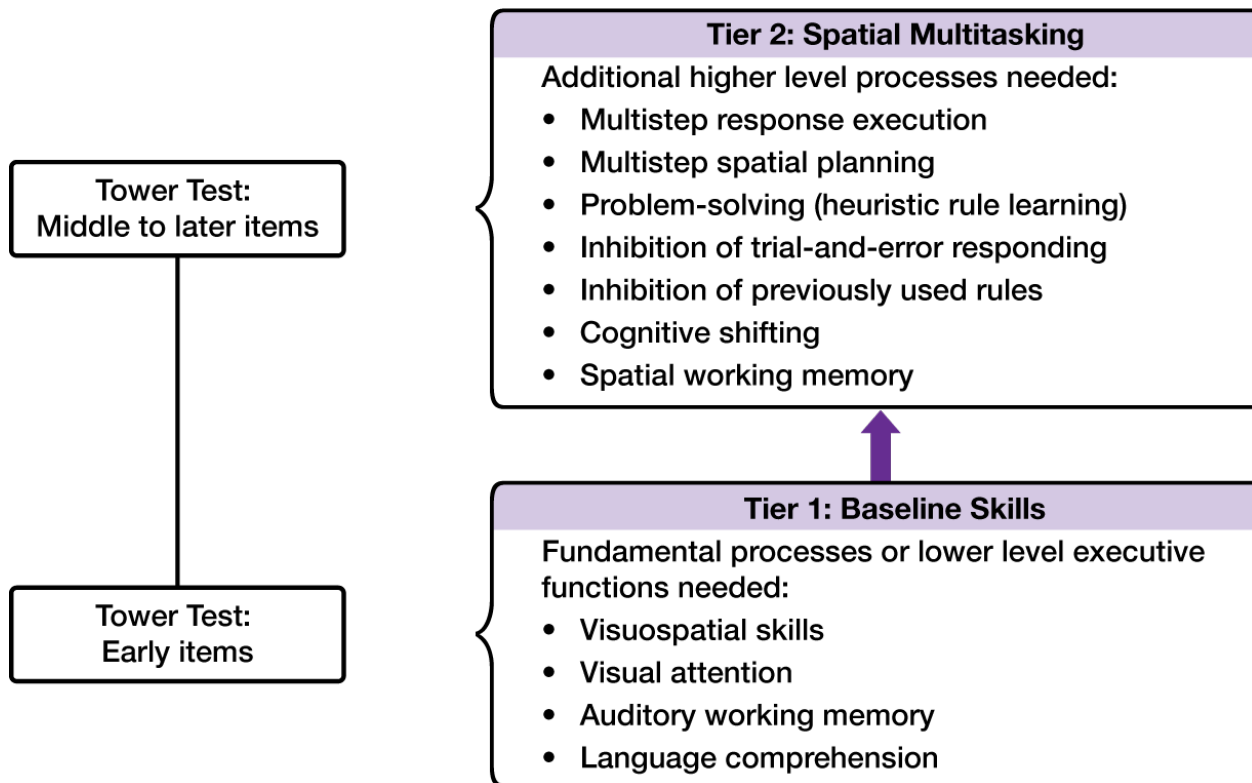 Tier 2: Spatial Multitasking
Additional higher level processes needed:
• Multistep response execution
• Multistep spatial planning
• Problem-solving (heuristic rule learning)
• Inhibition of trial-and-error responding
• Inhibition of previously used rules
• Cognitive shifting
• Spatial working memory
Tower Test:
Middle to later items
Tier 1: Baseline Skills
Fundamental processes or lower level executive
functions needed:
• Visuospatial skills
• Visual attention
• Auditory working memory
• Language comprehension
Tower Test:
Early items